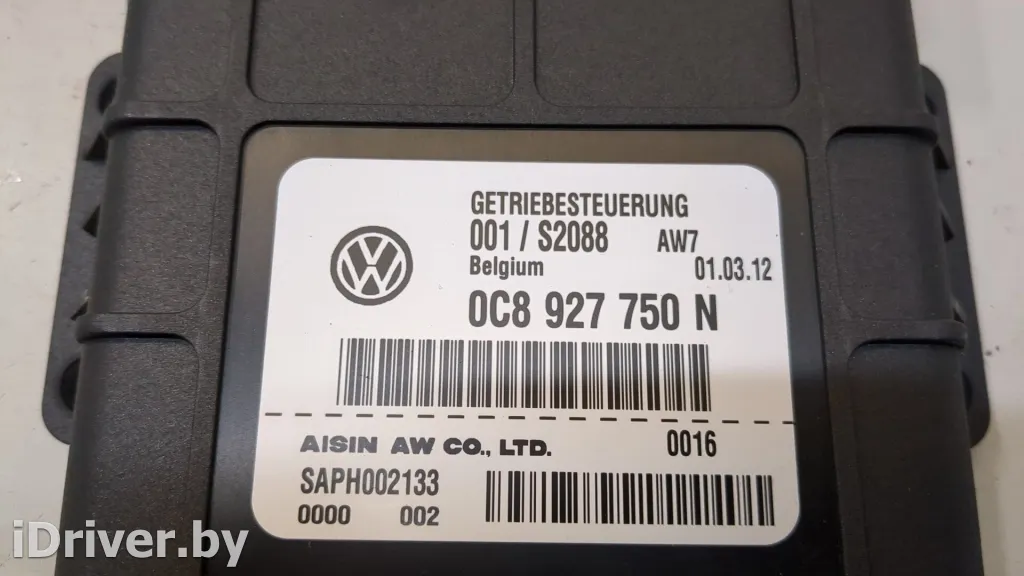 GETRIEBESTEUERUNG
001 / S2088 AW7
Belgium 01.03.12
0C8 927 750 N
AISIN AW CO., LTD. 0016
SAPH002133
0000 002
iDriver.by